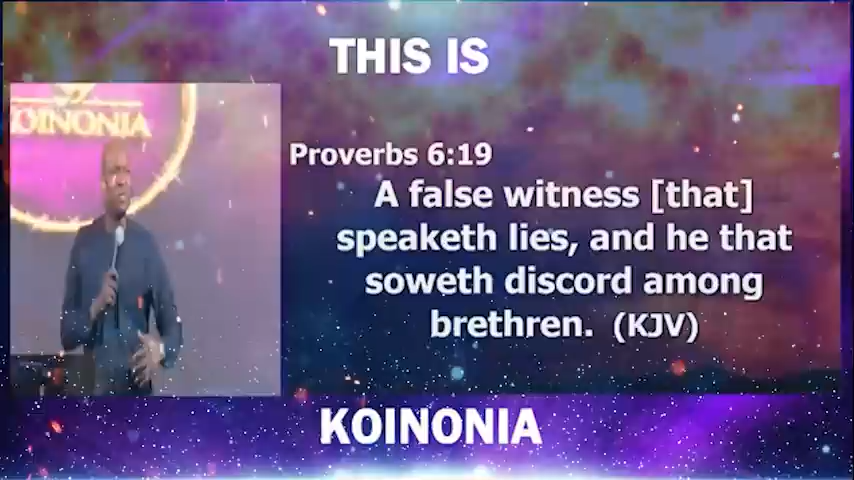 THIS IS
KOINONIA
Proverbs 6:19
A false witness [that]
speaketh lies, and he that
soweth discord among
brethren. (KJV)
KOINONIA